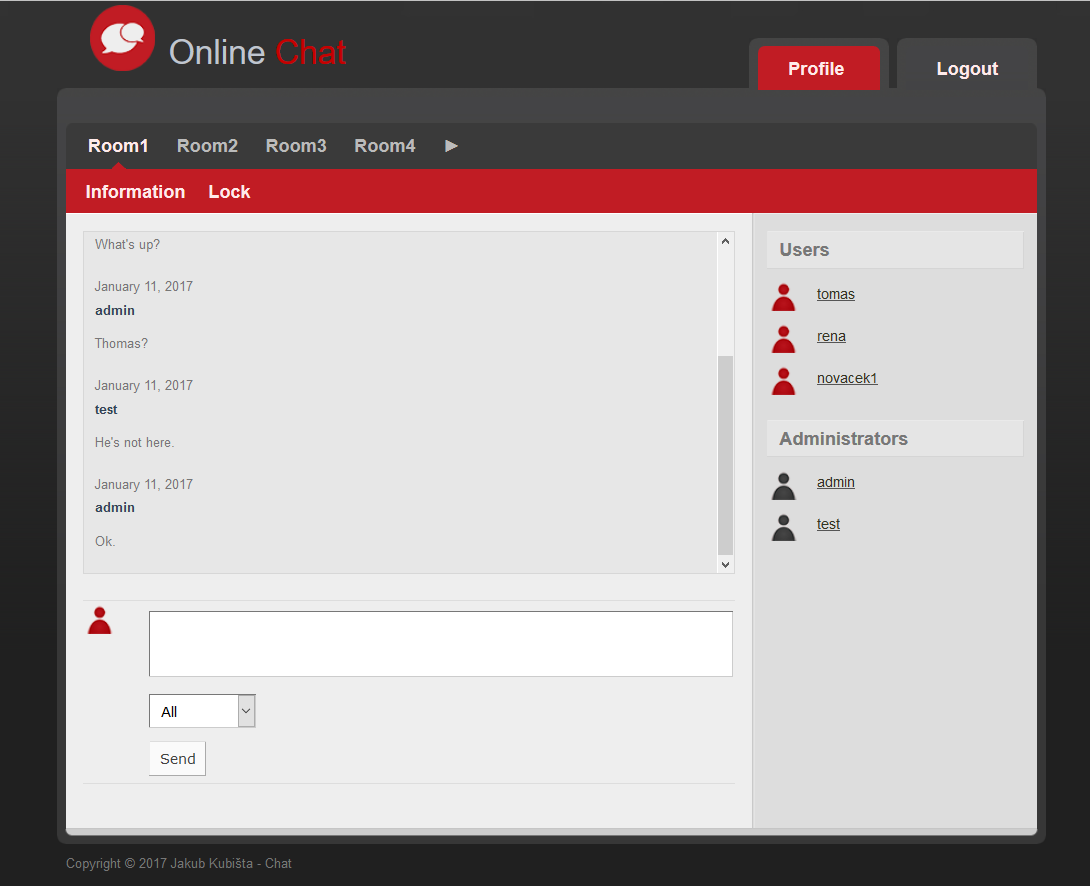 Online Chat
Profile
Logout
Room1 Room2 Room3 Room4
Information Lock
What's up?
January 11, 2017
admin
Thomas?
January 11, 2017
test
He's not here.
January 11, 2017
admin
Ok.
All
Send
Users
tomas
rena
novacek1
Administrators
admin
test
Copyright © 2017 Jakub Kubišta - Chat